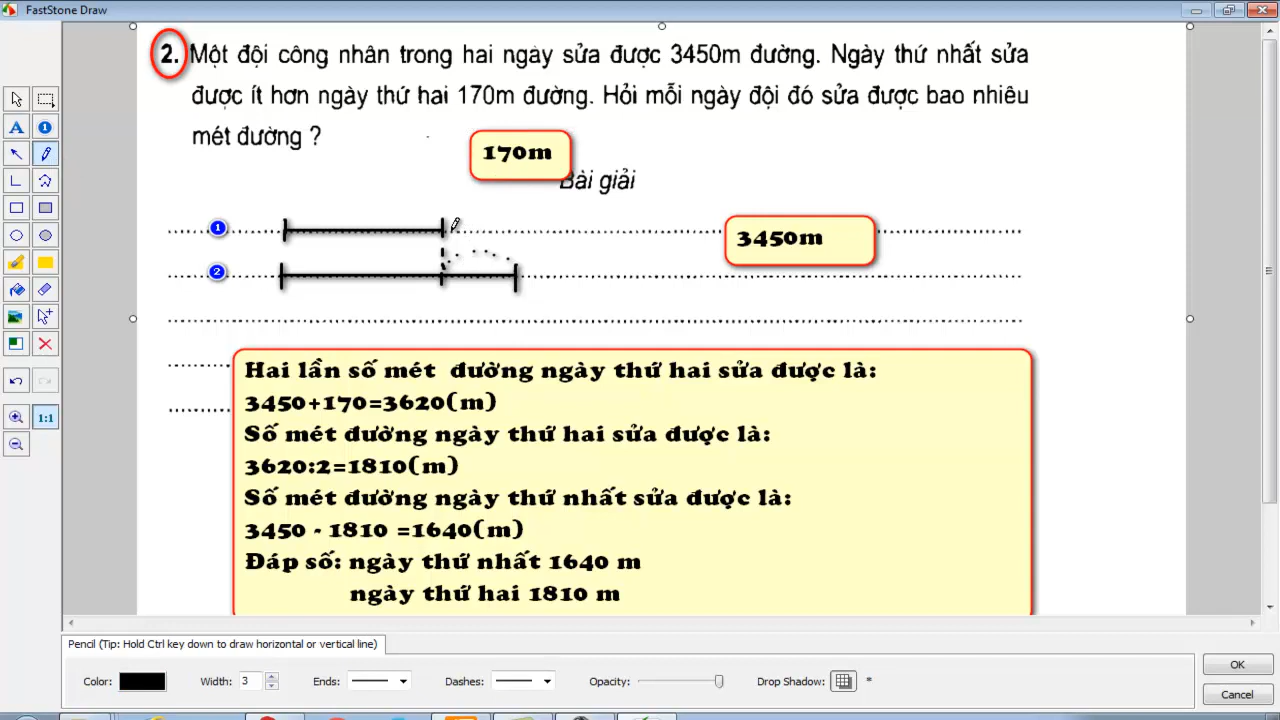 FastStone Draw
2. Một đội công nhân trong hai ngày sửa được 3450m đường. Ngày thứ nhất sửa
được ít hơn ngày thứ hai 170m đường. Hỏi mỗi ngày đội đó sửa được bao nhiêu
mét đường ?
170m
Bài giải
1
3450m
2
Hai lần số mét đường ngày thứ hai sửa được là:
3450+170=3620(m)
Số mét đường ngày thứ hai sửa được là:
3620:2=1810(m)
Số mét đường ngày thứ nhất sửa được là:
3450 - 1810 =1640(m)
Đáp số: ngày thứ nhất 1640 m
ngày thứ hai 1810 m
A
1
1:1
Pencil (Tip: Hold Ctrl key down to draw horizontal or vertical line)
Color: Width: 3 Ends: Dashes: Opacity: Drop Shadow: *
OK
Cancel